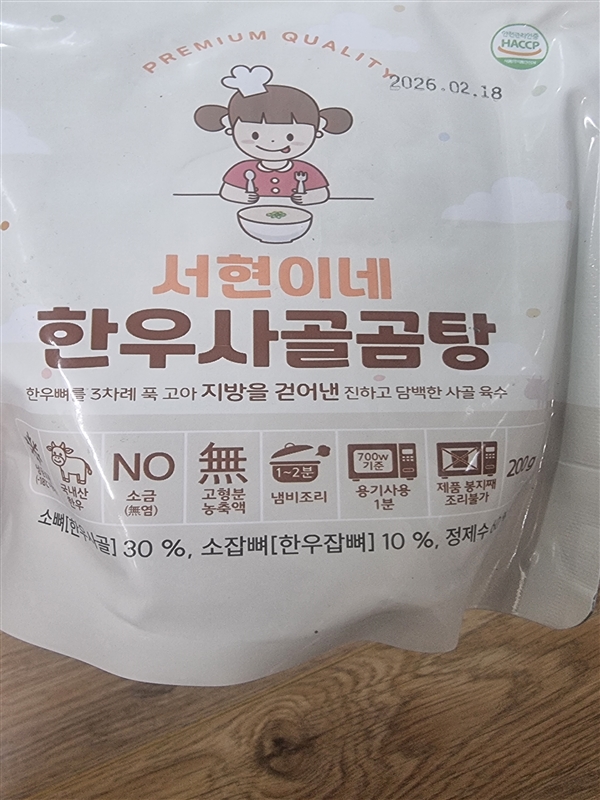 PREMIUM QUALITY
HACCP
2026.02.18
서현이네
한우사골곰탕
한우뼈를 3차례 푹 고아 지방을 걷어낸 진하고 담백한 사골 육수
국내산
한우
NO
소금
(無염)
無
고형분
농축액
1~2분
냄비조리
700w
기준
용기사용
1분
제품 봉지째
조리불가
200g
소뼈[한우사골] 30 %, 소잡뼈[한우잡뼈] 10 %, 정제수